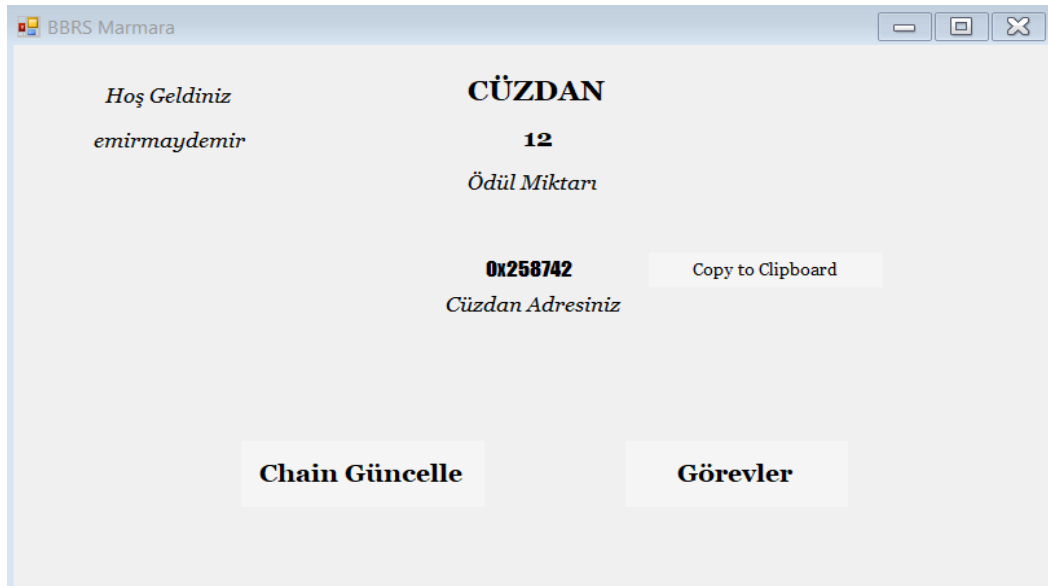 BBRS Marmara
Hoş Geldiniz
emirmaydemir
CÜZDAN
12
Ödül Miktarı
0x258742
Copy to Clipboard
Cüzdan Adresiniz
Chain Güncelle
Görevler